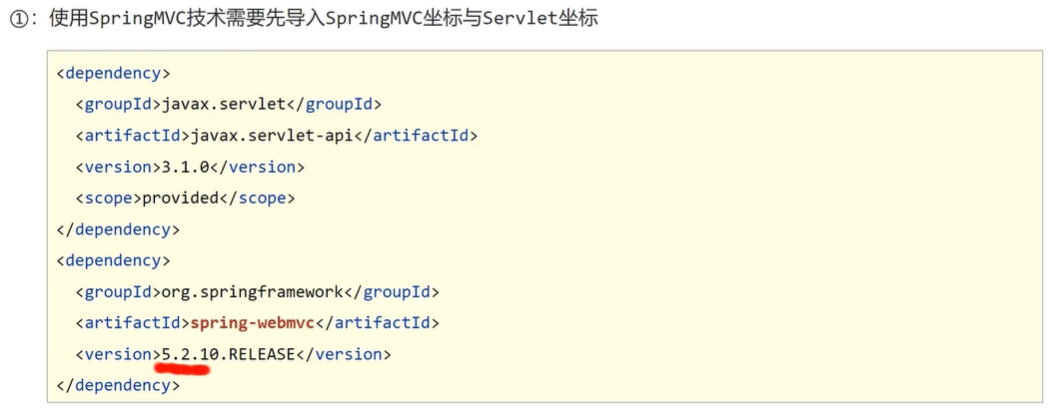 ①：使用SpringMVC技术需要先导入SpringMVC坐标与Servlet坐标
<dependency>
<groupId>javax.servlet</groupId>
<artifactId>javax.servlet-api</artifactId>
<version>3.1.0</version>
<scope>provided</scope>
</dependency>
<dependency>
<groupId>org.springframework</groupId>
<artifactId>spring-webmvc</artifactId>
<version>5.2.10.RELEASE</version>
</dependency>